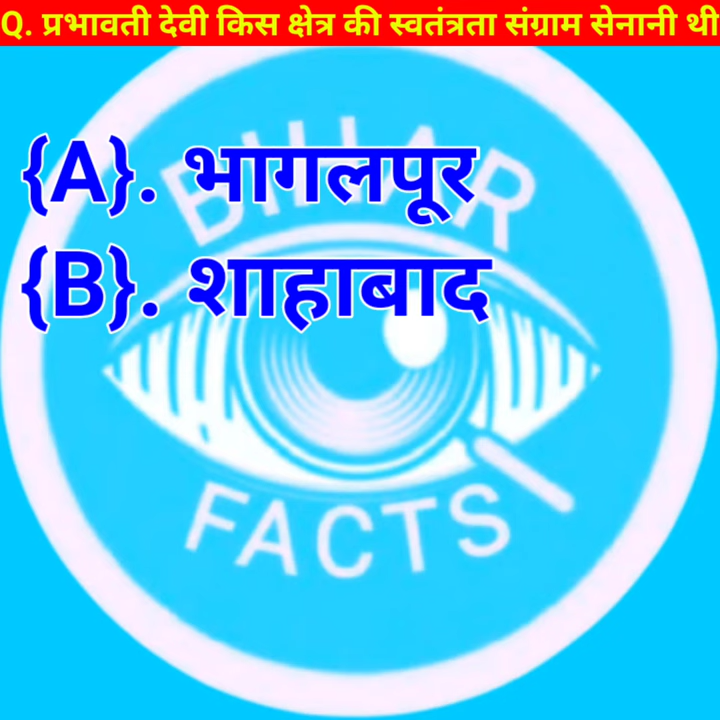 Q. प्रभावती देवी किस क्षेत्र की स्वतंत्रता संग्राम सेनानी थी
BIHAR
{A}. भागलपूर
{B}. शाहाबाद
FACTS